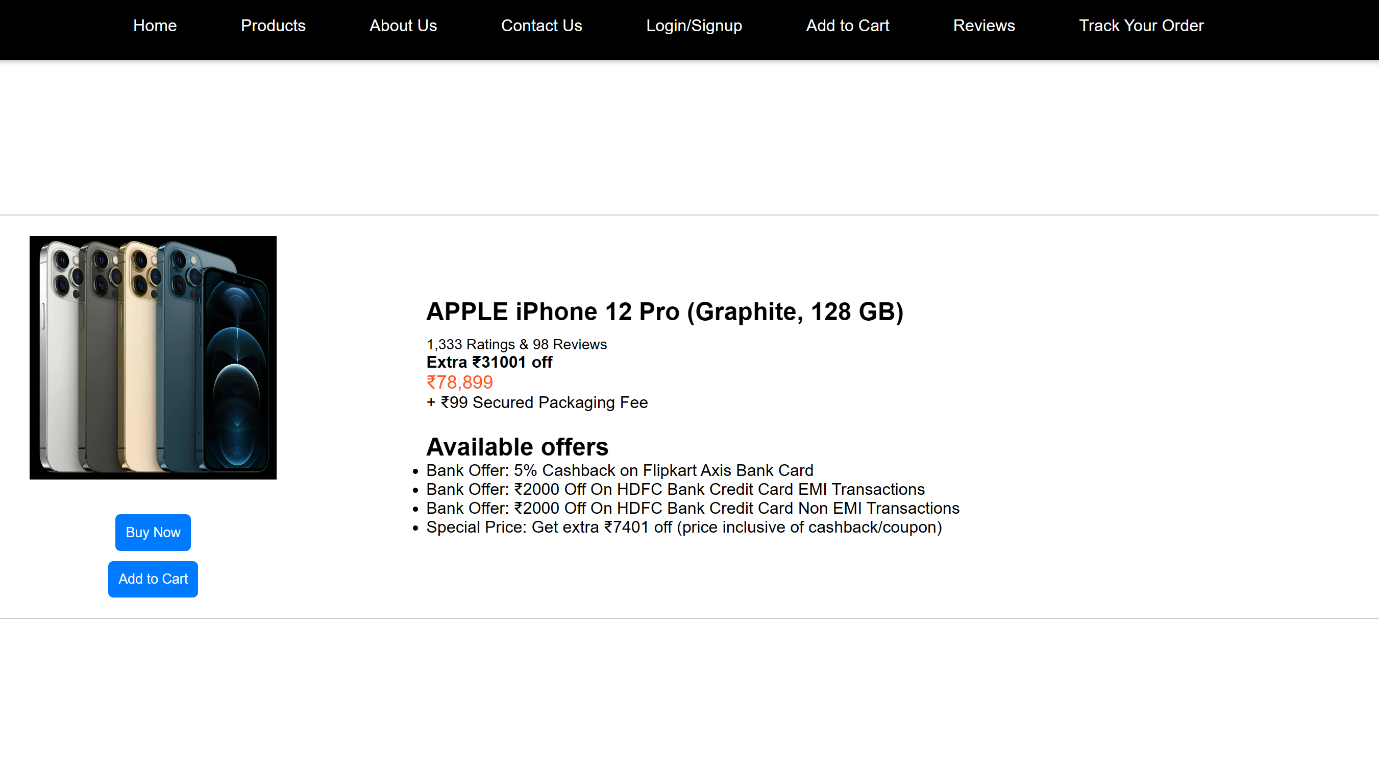 Home Products About Us Contact Us Login/Signup Add to Cart Reviews Track Your Order
APPLE iPhone 12 Pro (Graphite, 128 GB)
1,333 Ratings & 98 Reviews
Extra ₹31001 off
₹78,899
+ ₹99 Secured Packaging Fee
Available offers
Bank Offer: 5% Cashback on Flipkart Axis Bank Card
Bank Offer: ₹2000 Off On HDFC Bank Credit Card EMI Transactions
Bank Offer: ₹2000 Off On HDFC Bank Credit Card Non EMI Transactions
Special Price: Get extra ₹7401 off (price inclusive of cashback/coupon)
Buy Now
Add to Cart